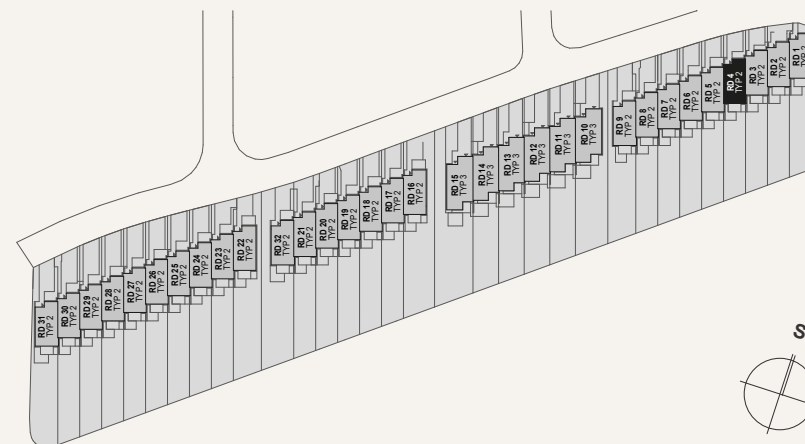 RD 31
TYP 2
RD 30
TYP 2
RD 29
TYP 2
RD 28
TYP 2
RD 27
TYP 2
RD 26
TYP 2
RD 25
TYP 2
RD 24
TYP 2
RD 23
TYP 2
RD 22
TYP 2
RD 32
TYP 2
RD 21
TYP 2
RD 20
TYP 2
RD 19
TYP 2
RD 18
TYP 2
RD 17
TYP 2
RD 16
TYP 2
RD 15
TYP 3
RD 14
TYP 3
RD 13
TYP 3
RD 12
TYP 3
RD 11
TYP 3
RD 10
TYP 3
RD 9
TYP 2
RD 8
TYP 2
RD 7
TYP 2
RD 6
TYP 2
RD 5
TYP 2
RD 4
TYP 2
RD 3
TYP 2
RD 2
TYP 2
RD 1
TYP 2
S